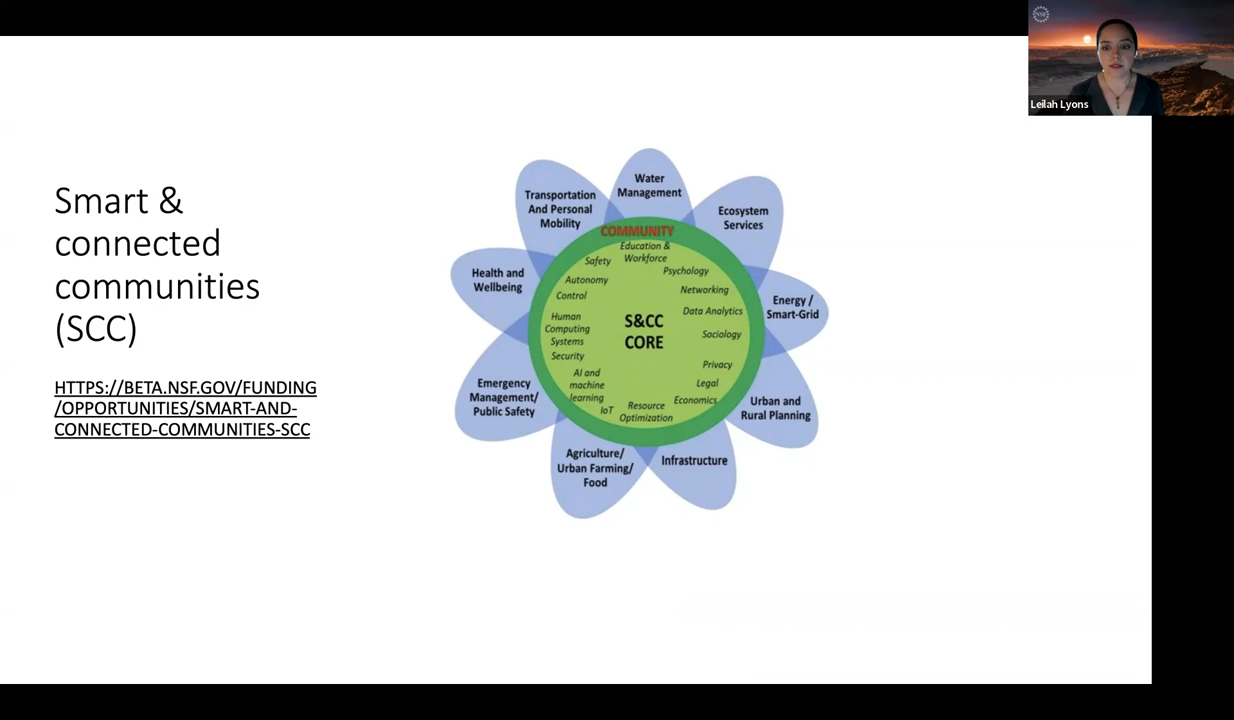 Leilah Lyons
Smart &
connected
communities
(SCC)
HTTPS://BETA.NSF.GOV/FUNDING
/OPPORTUNITIES/SMART-AND-
CONNECTED-COMMUNITIES-SCC
Water
Management
Ecosystem
Services
Energy /
Smart-Grid
Urban and
Rural Planning
Infrastructure
Agriculture/
Urban Farming/
Food
Emergency
Management/
Public Safety
Health and
Wellbeing
Transportation
And Personal
Mobility
COMMUNITY
Education &
Workforce
Psychology
Networking
Data Analytics
Sociology
Privacy
Legal
Economics
Resource
Optimization
IoT
AI and
machine
learning
Security
Human
Computing
Systems
Control
Autonomy
Safety
S&CC
CORE